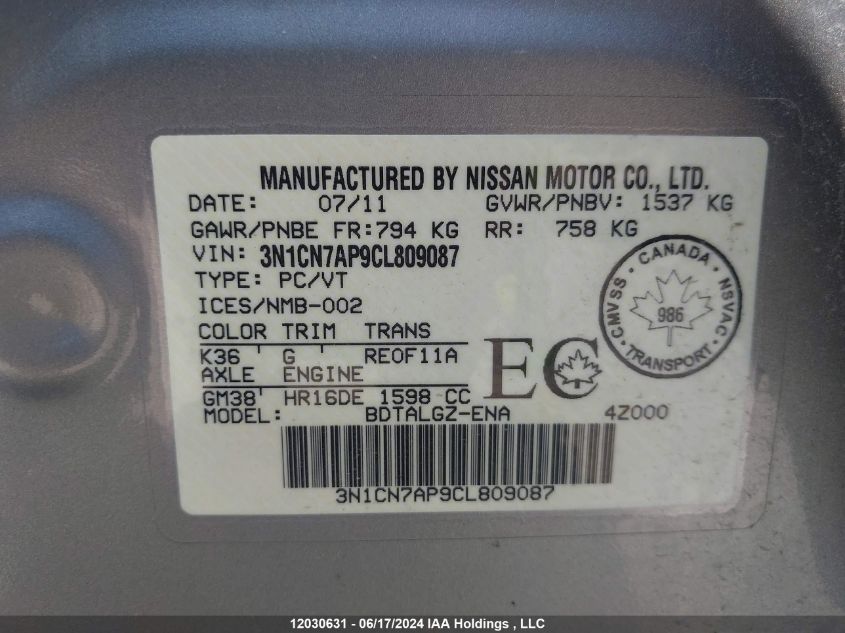 MANUFACTURED BY NISSAN MOTOR CO., LTD.
DATE: 07/11 GVWR/PNBV: 1537 KG
GAWR/PNBE FR:794 KG RR: 758 KG
VIN: 3N1CN7AP9CL809087
TYPE: PC/VT
ICES/NMB-002
COLOR TRIM TRANS
K36 ' G ' RE0F11A
AXLE ENGINE
GM38' HR16DE 1598 CC
MODEL: BDTALGZ-ENA 4Z000
EC
CANADA • NSVAC • TRANSPORT • CMVSS •
986
3N1CN7AP9CL809087
12030631 - 06/17/2024 IAA Holdings , LLC